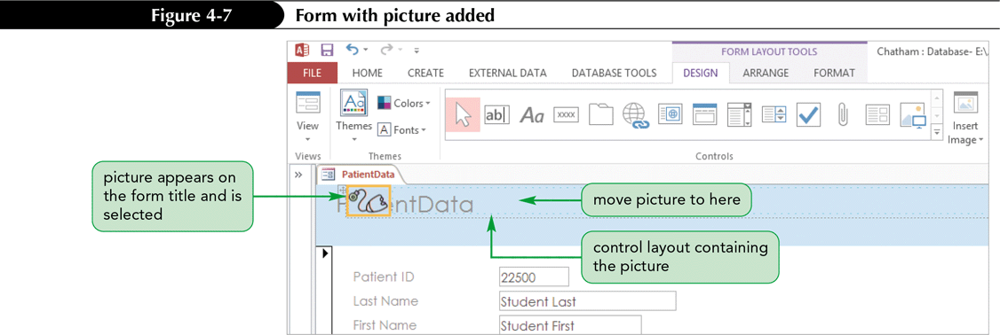 Figure 4-7 Form with picture added
FORM LAYOUT TOOLS Chatham : Database- E:\
FILE HOME CREATE EXTERNAL DATA DATABASE TOOLS DESIGN ARRANGE FORMAT
View
Themes
Colors
Aa
A Fonts
ab|
Aa
xxxx
Insert
Image
Views Themes Controls
PatientData
picture appears on
the form title and is
selected
ntData
move picture to here
control layout containing
the picture
Patient ID 22500
Last Name Student Last
First Name Student First